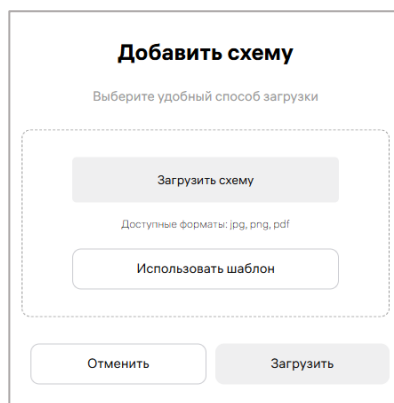 Добавить схему
Выберите удобный способ загрузки
Загрузить схему
Доступные форматы: jpg, png, pdf
Использовать шаблон
Отменить
Загрузить